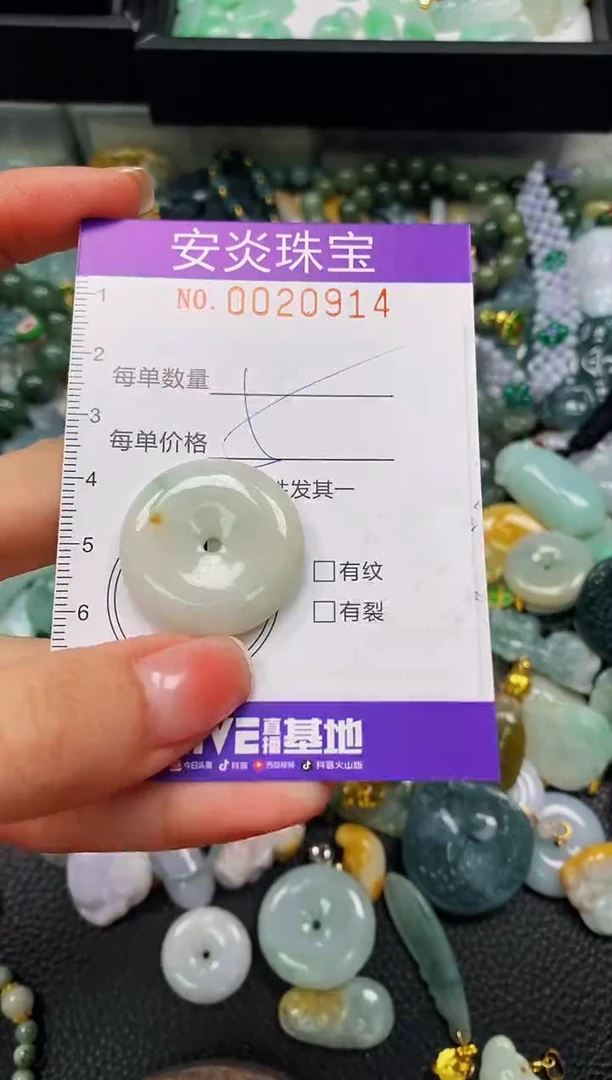 安炎珠宝
NO. 0020914
1
2
每单数量
3
每单价格
4
发其一
5
有纹
6
有裂
VE直播基地
今日头条 抖音 西瓜视频 抖音火山版